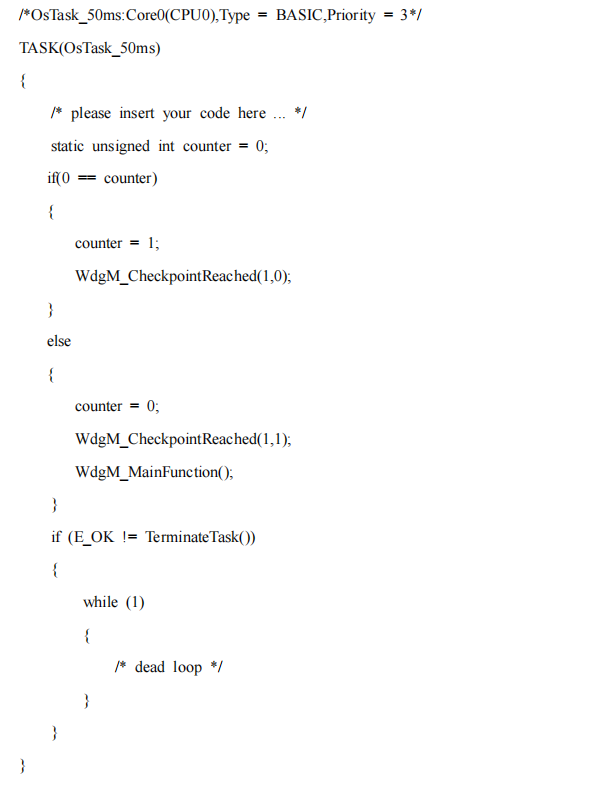 /*OsTask_50ms:Core0(CPU0),Type = BASIC,Priority = 3*/
TASK(OsTask_50ms)
{
/* please insert your code here ... */
static unsigned int counter = 0;
if(0 == counter)
{
counter = 1;
WdgM_CheckpointReached(1,0);
}
else
{
counter = 0;
WdgM_CheckpointReached(1,1);
WdgM_MainFunction();
}
if (E_OK != TerminateTask())
{
while (1)
{
/* dead loop */
}
}
}